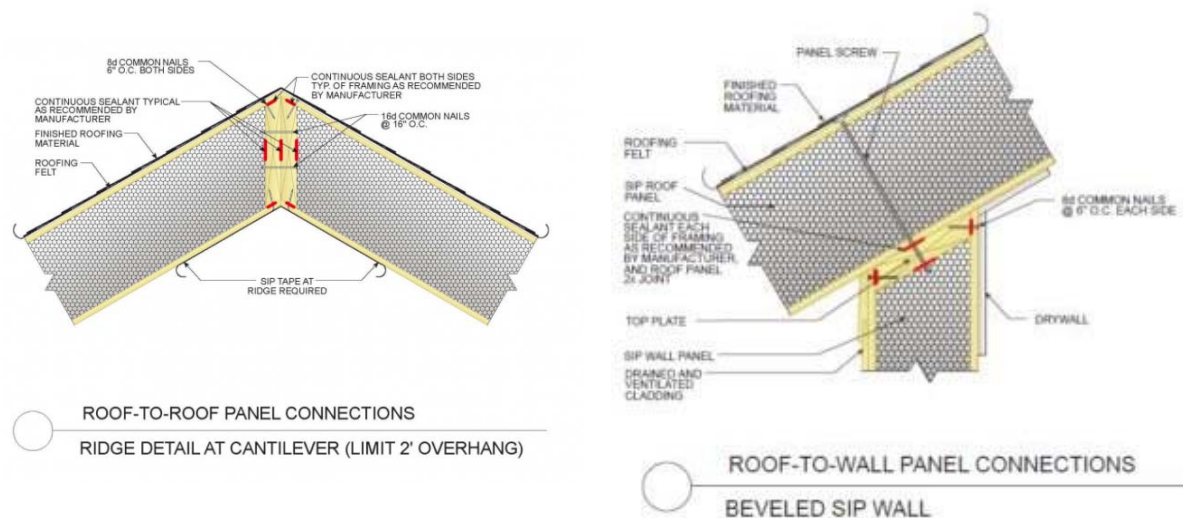 8d COMMON NAILS
6" O.C. BOTH SIDES
CONTINUOUS SEALANT BOTH SIDES
TYP. OF FRAMING AS RECOMMENDED
BY MANUFACTURER
CONTINUOUS SEALANT TYPICAL
AS RECOMMENDED BY
MANUFACTURER
16d COMMON NAILS
@ 16" O.C.
FINISHED ROOFING
MATERIAL
ROOFING
FELT
SIP TAPE AT
RIDGE REQUIRED
ROOF-TO-ROOF PANEL CONNECTIONS
RIDGE DETAIL AT CANTILEVER (LIMIT 2' OVERHANG)
PANEL SCREW
FINISHED
ROOFING
MATERIAL
ROOFING
FELT
SIP ROOF
PANEL
CONTINUOUS
SEALANT EACH
SIDE OF FRAMING
AS RECOMMENDED
BY MANUFACTURER,
AND ROOF PANEL
2x JOINT
8d COMMON NAILS
@ 6" O.C. EACH SIDE
TOP PLATE
DRYWALL
SIP WALL PANEL
DRAINED AND
VENTILATED
CLADDING
ROOF-TO-WALL PANEL CONNECTIONS
BEVELED SIP WALL